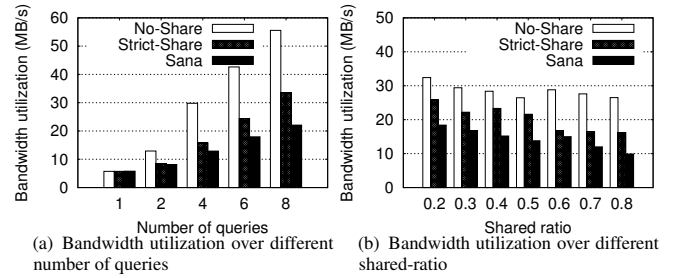 Bandwidth utilization (MB/s)
60
50
40
30
20
10
0
No-Share
Strict-Share
Sana
1 2 4 6 8
Number of queries
(a) Bandwidth utilization over different
number of queries
Bandwidth utilization (MB/s)
50
40
30
20
10
0
No-Share
Strict-Share
Sana
0.2 0.3 0.4 0.5 0.6 0.7 0.8
Shared ratio
(b) Bandwidth utilization over different
shared-ratio